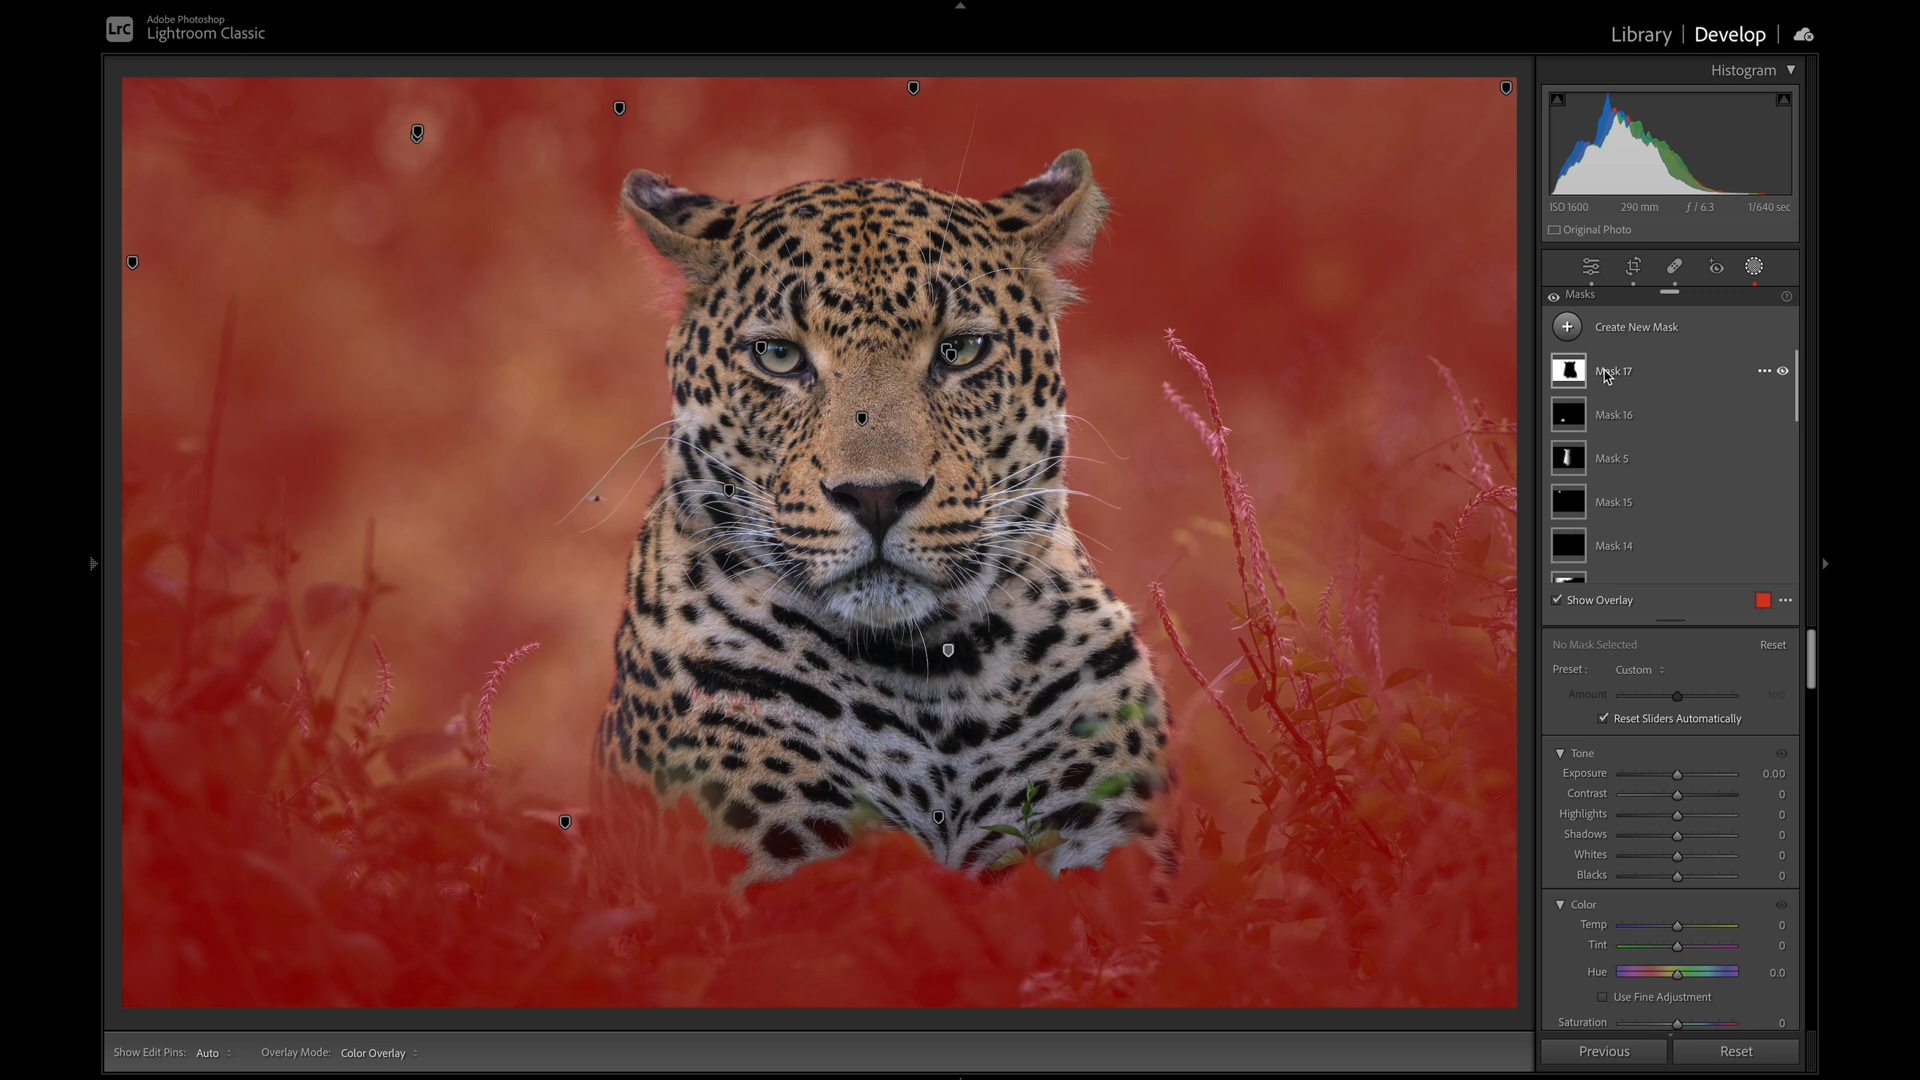 LrC
Adobe Photoshop
Lightroom Classic
Library | Develop |
Histogram
ISO 1600 290 mm ƒ / 6.3 1/640 sec
Original Photo
Masks
Create New Mask
Mask 17
Mask 16
Mask 5
Mask 15
Mask 14
Show Overlay
No Mask Selected Reset
Preset : Custom
Amount 100
Reset Sliders Automatically
Tone
Exposure 0.00
Contrast 0
Highlights 0
Shadows 0
Whites 0
Blacks 0
Color
Temp 0
Tint 0
Hue 0.0
Use Fine Adjustment
Saturation 0
Show Edit Pins: Auto Overlay Mode: Color Overlay
Previous Reset